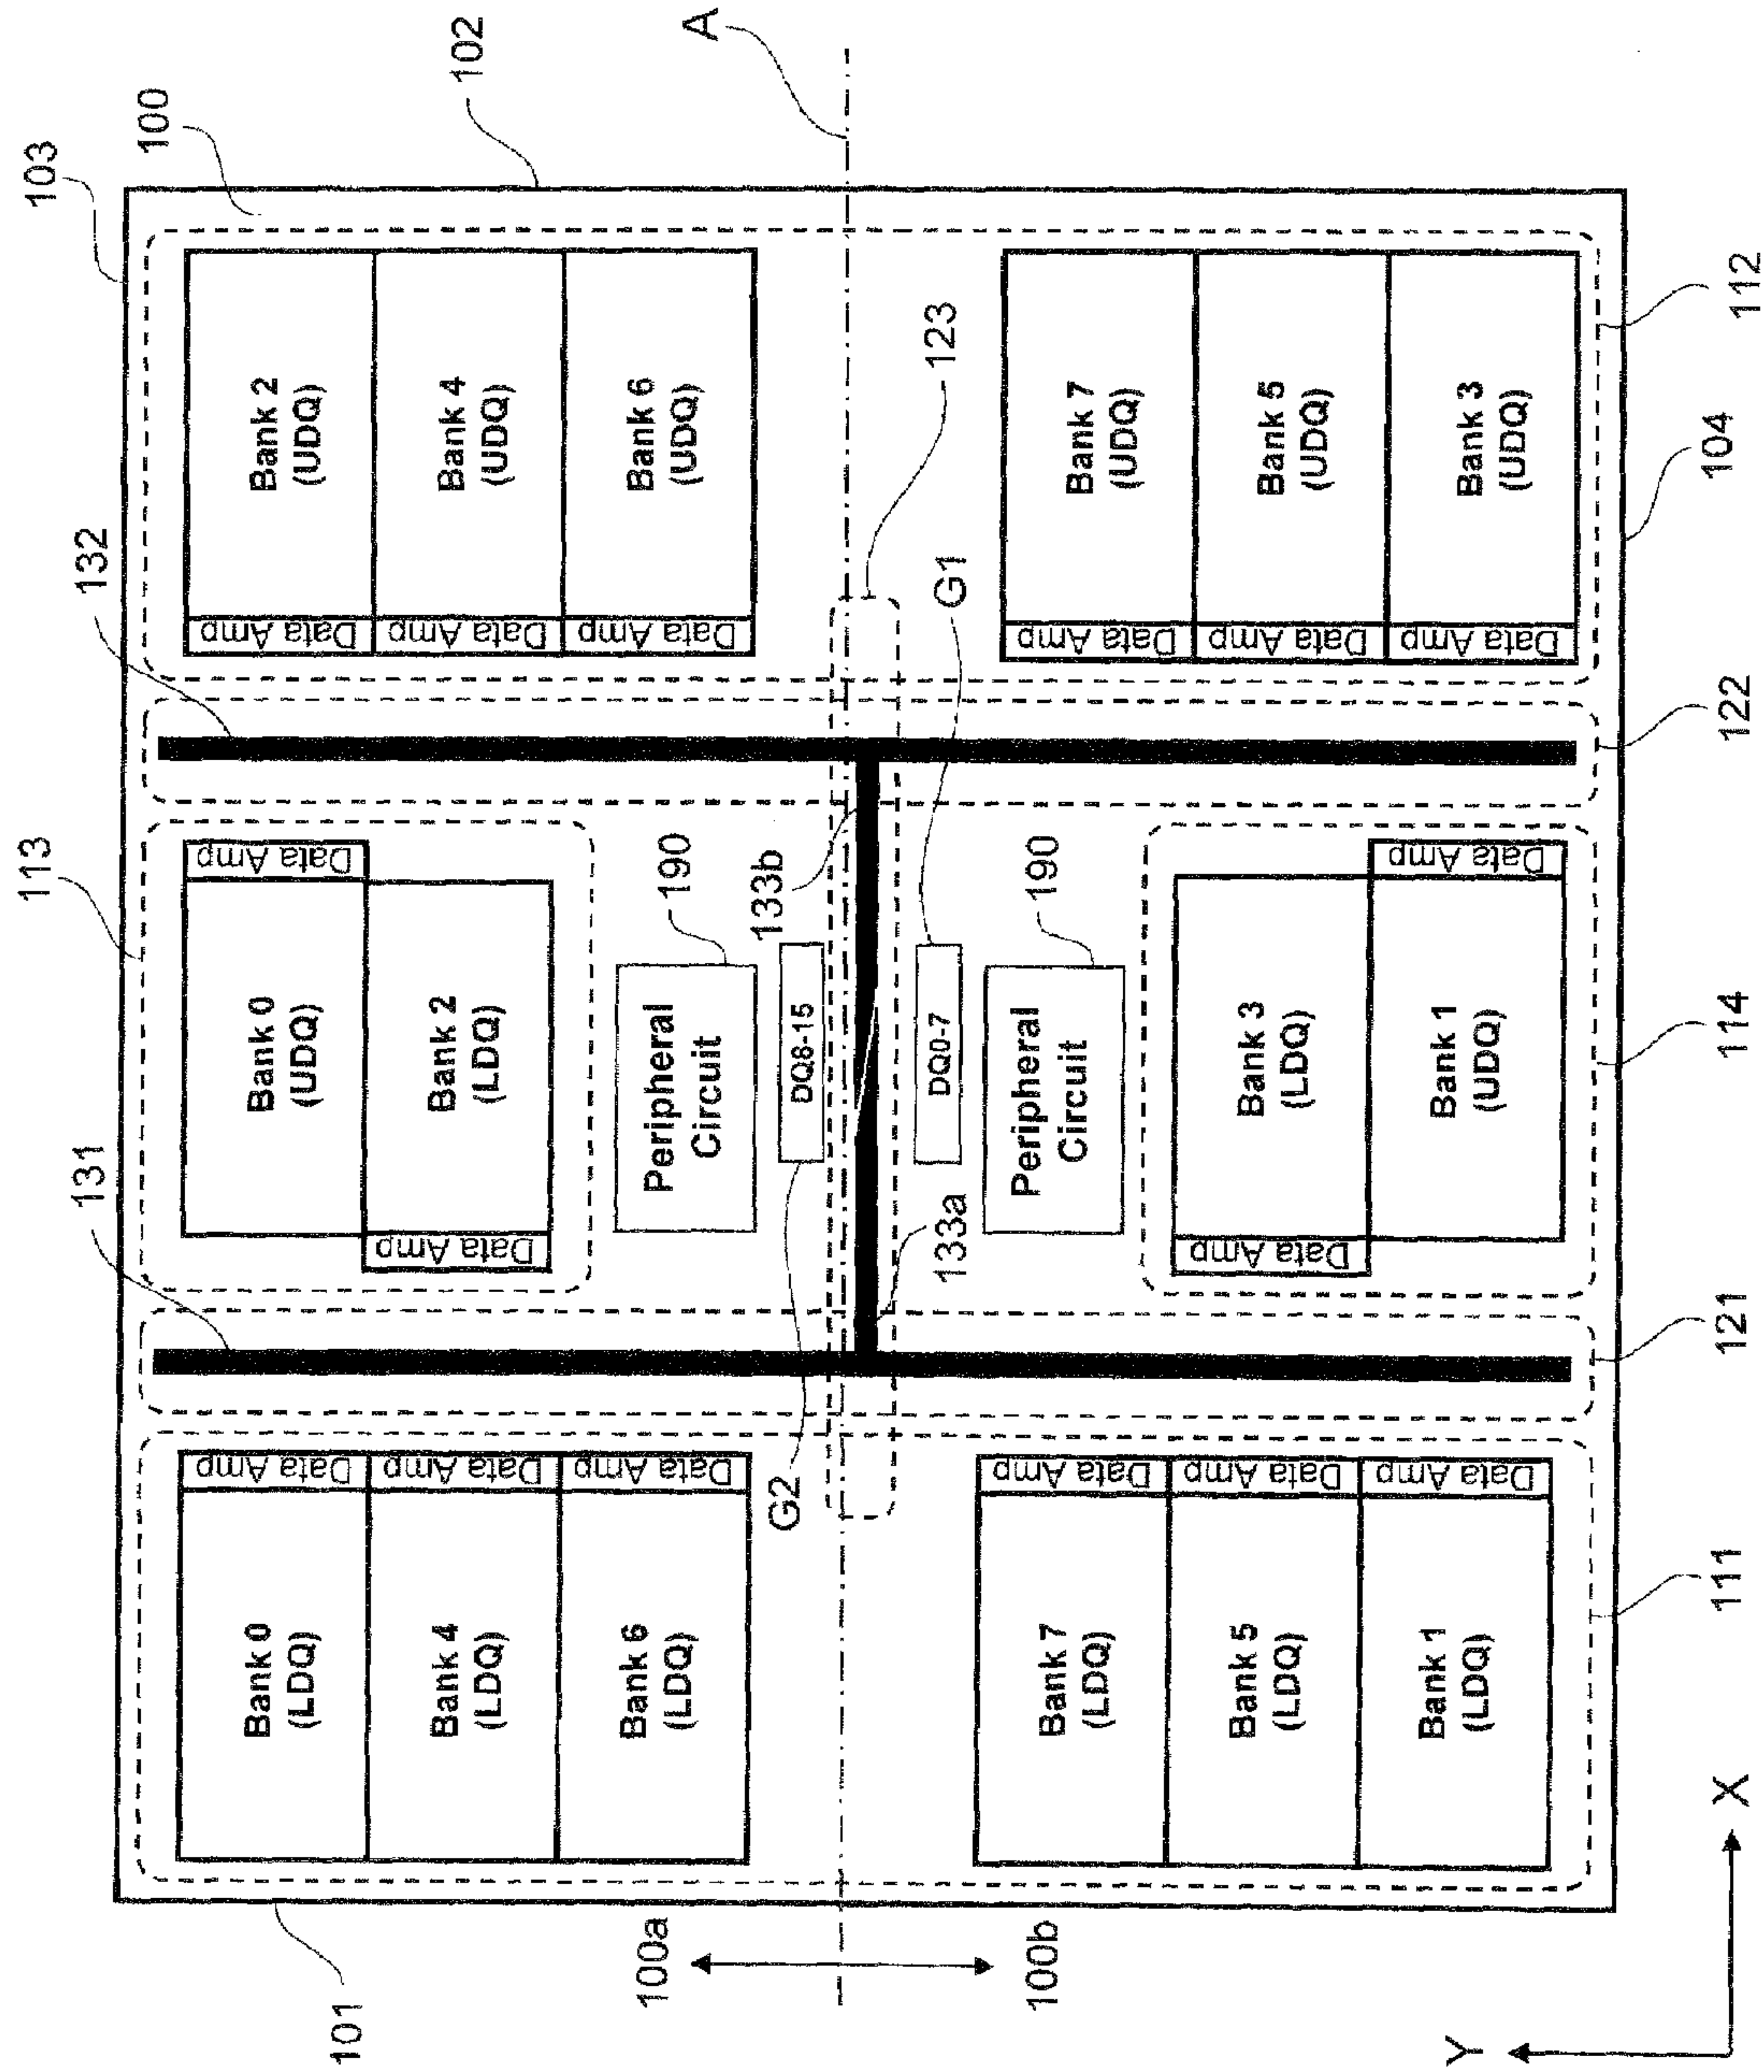 113
103
131
132
100
101
102
Bank 0
(LDQ)
Data Amp
Bank 0
(UDQ)
Data Amp
Data Amp
Bank 2
(UDQ)
Bank 4
(LDQ)
Data Amp
Data Amp
Bank 2
(LDQ)
Data Amp
Bank 4
(UDQ)
Bank 6
(LDQ)
Data Amp
Peripheral
Circuit
190
Data Amp
Bank 6
(UDQ)
A
100a
G2
DQ8-15
133b
123
100b
133a
DQ0-7
G1
Peripheral
Circuit
190
Bank 7
(LDQ)
Data Amp
Data Amp
Bank 7
(UDQ)
Bank 5
(LDQ)
Data Amp
Data Amp
Bank 3
(LDQ)
Data Amp
Bank 5
(UDQ)
Bank 1
(LDQ)
Data Amp
Bank 1
(UDQ)
Data Amp
Data Amp
Bank 3
(UDQ)
Y
X
111
121
114
122
104
112